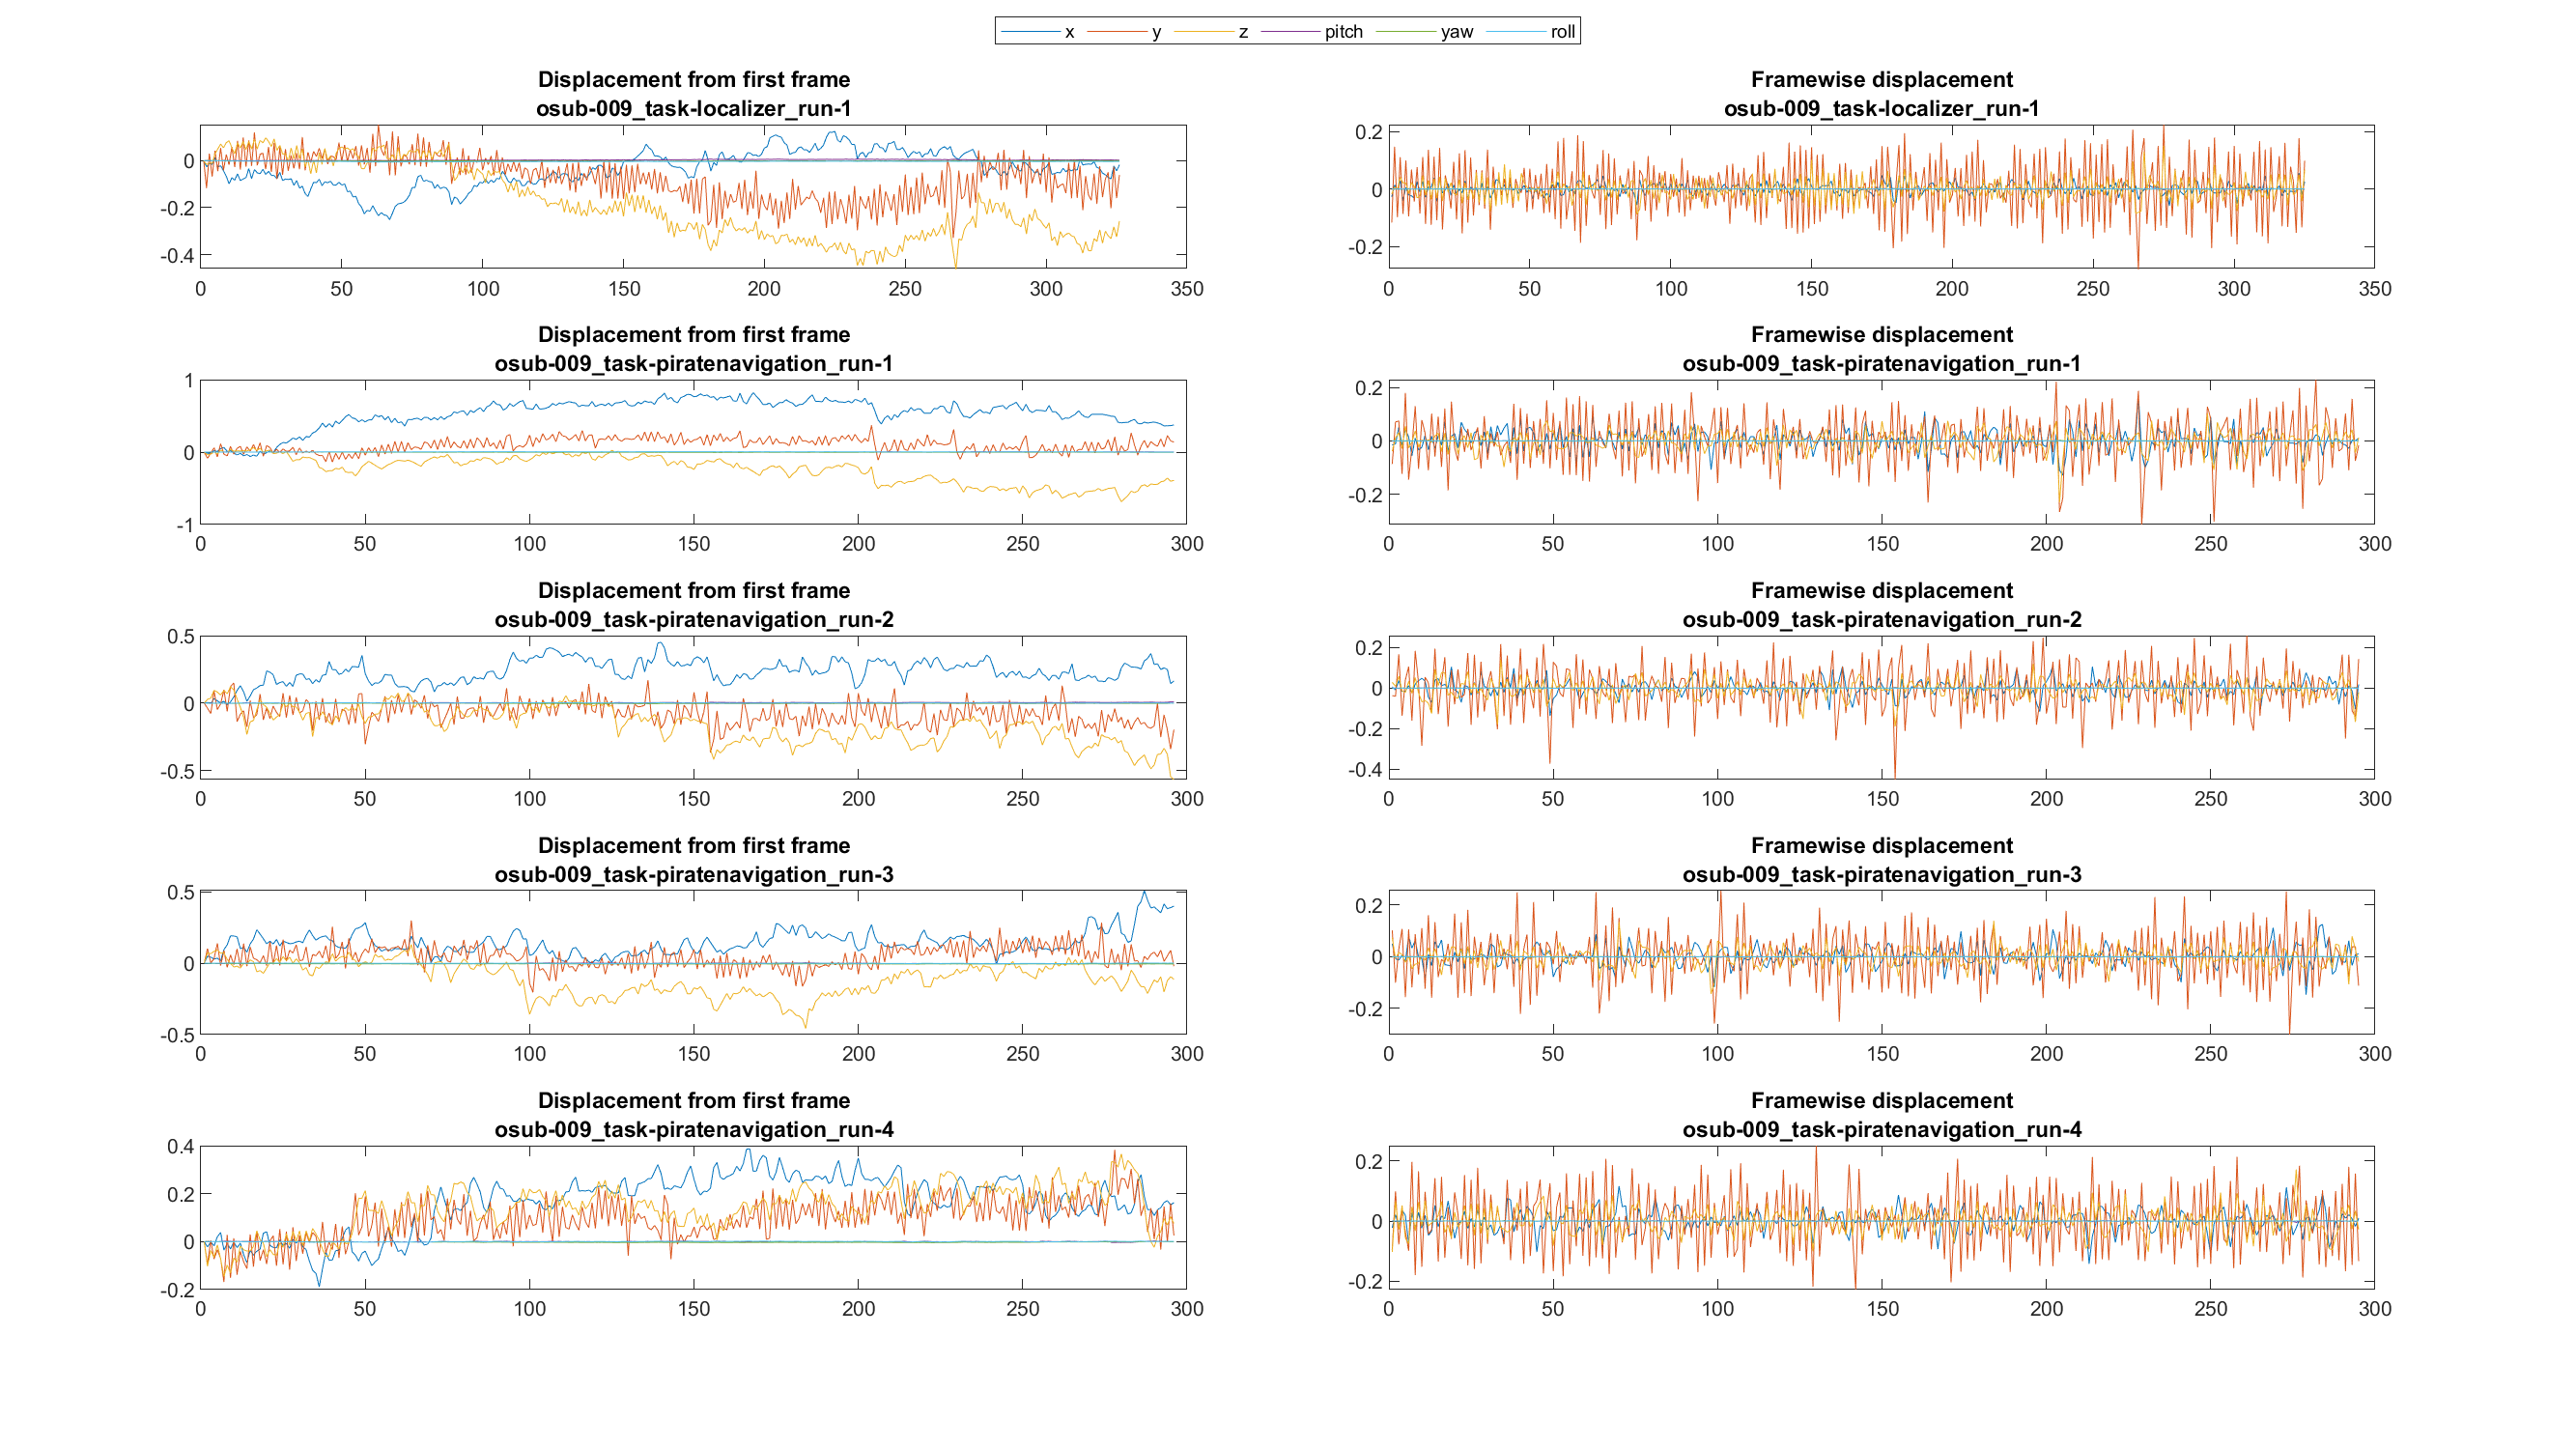 x y z pitch yaw roll
Displacement from first frame
osub-009_task-localizer_run-1
0
-0.2
-0.4
0 50 100 150 200 250 300 350
Framewise displacement
osub-009_task-localizer_run-1
0.2
0
-0.2
0 50 100 150 200 250 300 350
Displacement from first frame
osub-009_task-piratenavigation_run-1
1
0
-1
0 50 100 150 200 250 300
Framewise displacement
osub-009_task-piratenavigation_run-1
0.2
0
-0.2
0 50 100 150 200 250 300
Displacement from first frame
osub-009_task-piratenavigation_run-2
0.5
0
-0.5
0 50 100 150 200 250 300
Framewise displacement
osub-009_task-piratenavigation_run-2
0.2
0
-0.2
-0.4
0 50 100 150 200 250 300
Displacement from first frame
osub-009_task-piratenavigation_run-3
0.5
0
-0.5
0 50 100 150 200 250 300
Framewise displacement
osub-009_task-piratenavigation_run-3
0.2
0
-0.2
0 50 100 150 200 250 300
Displacement from first frame
osub-009_task-piratenavigation_run-4
0.4
0.2
0
-0.2
0 50 100 150 200 250 300
Framewise displacement
osub-009_task-piratenavigation_run-4
0.2
0
-0.2
0 50 100 150 200 250 300